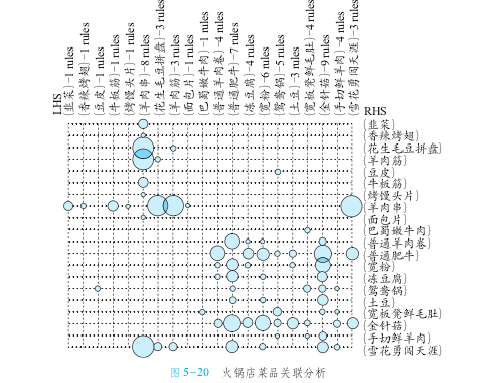 LHS
{韭菜}-1 rules
{香辣烤翅}-1 rules
{豆皮}-1 rules
{牛板筋}-1 rules
{烤馒头片}-1 rules
{羊肉串}-8 rules
{花生毛豆拼盘}-3 rules
{羊肉筋}-3 rules
{面包片}-1 rules
{巴蜀嫩牛肉}-1 rules
{普通羊肉卷}-4 rules
{普通肥牛}-7 rules
{冻豆腐}-4 rules
{宽粉}-6 rules
{鸳鸯锅}-5 rules
{土豆}-3 rules
{宽板凳鲜毛肚}-4 rules
{金针菇}-9 rules
{手切鲜羊肉}-4 rules
{雪花勇闯天涯}-3 rules
RHS
{韭菜}
{香辣烤翅}
{花生毛豆拼盘}
{羊肉筋}
{豆皮}
{牛板筋}
{烤馒头片}
{羊肉串}
{面包片}
{巴蜀嫩牛肉}
{普通羊肉卷}
{普通肥牛}
{宽粉}
{冻豆腐}
{鸳鸯锅}
{土豆}
{宽板凳鲜毛肚}
{金针菇}
{手切鲜羊肉}
{雪花勇闯天涯}
图 5-20 火锅店菜品关联分析